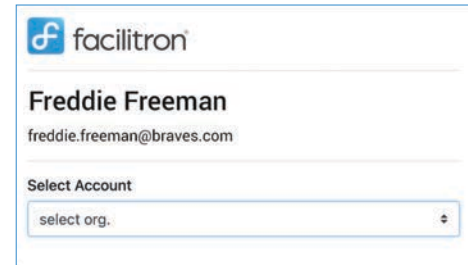 facilitron
Freddie Freeman
freddie.freeman@braves.com
Select Account
select org.